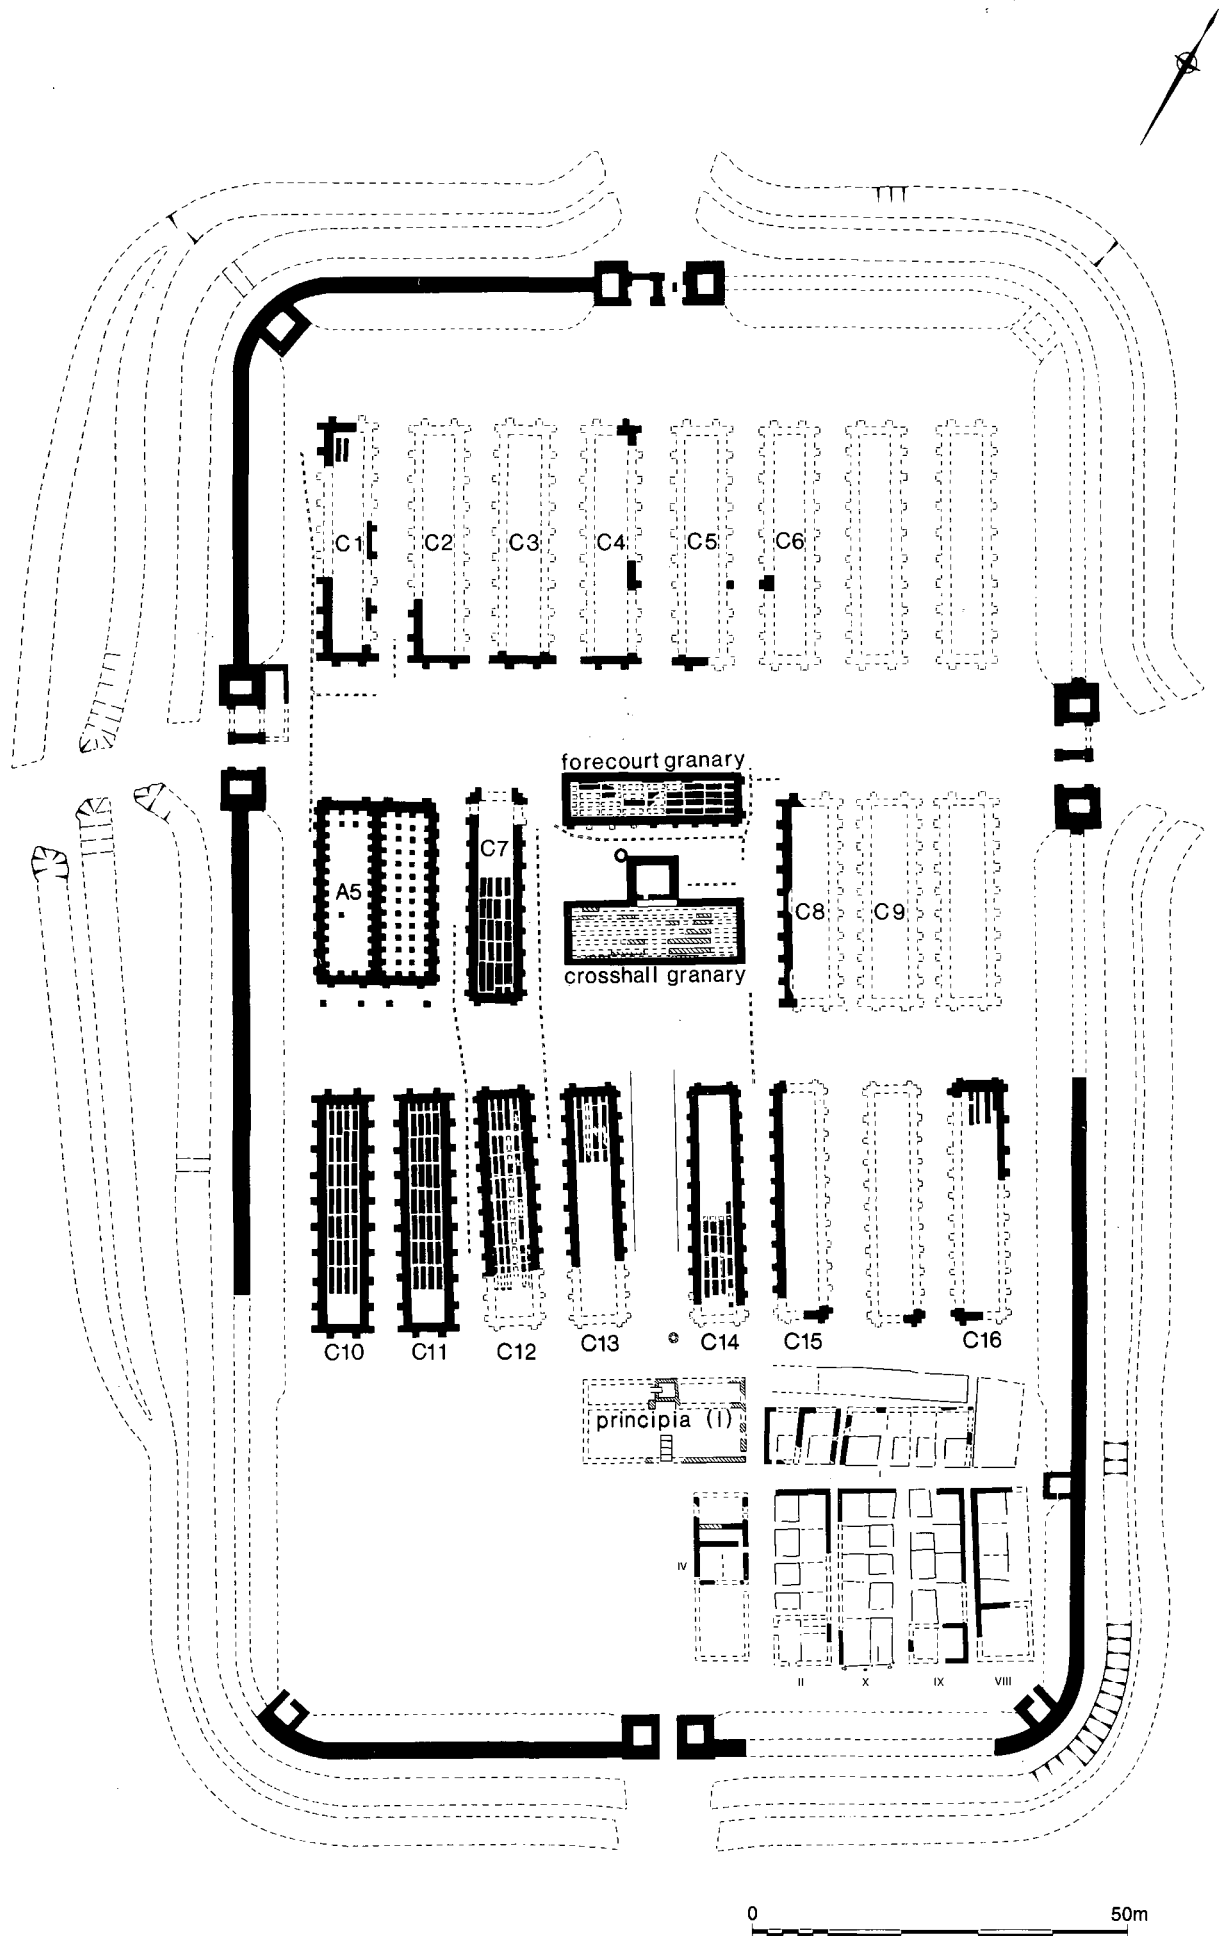 C1 C2 C3 C4 C5 C6
forecourt granary
C7
A5
C8 C9
crosshall granary
C10 C11 C12 C13 C14 C15 C16
principia (I)
IV
II X IX VIII
0 50m